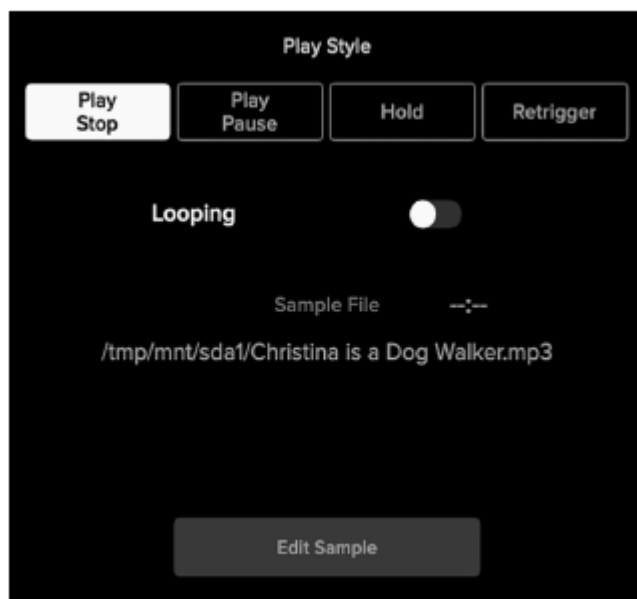 Play Style
Play Stop
Play Pause
Hold
Retrigger
Looping
Sample File --:--
/tmp/mnt/sda1/Christina is a Dog Walker.mp3
Edit Sample